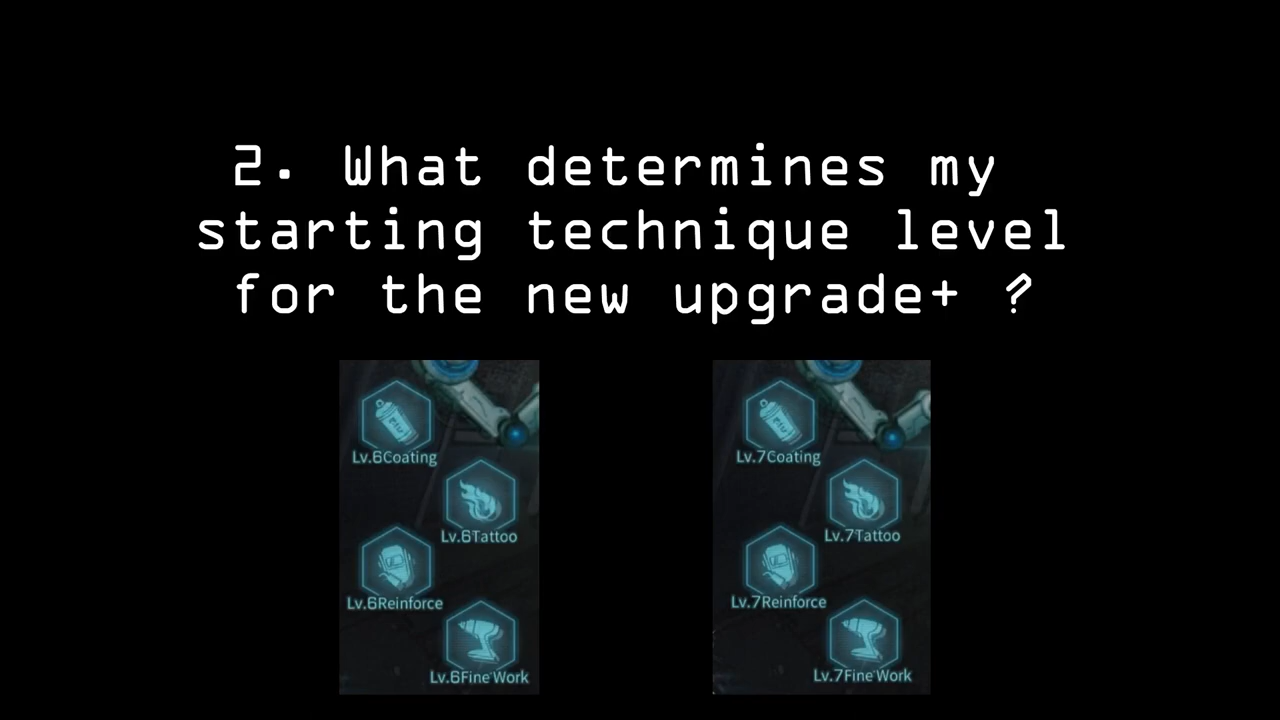 2. What determines my
starting technique level
for the new upgrade+ ?
Lv.6Coating
Lv.6Tattoo
Lv.6Reinforce
Lv.6Fine Work
Lv.7Coating
Lv.7Tattoo
Lv.7Reinforce
Lv.7Fine Work